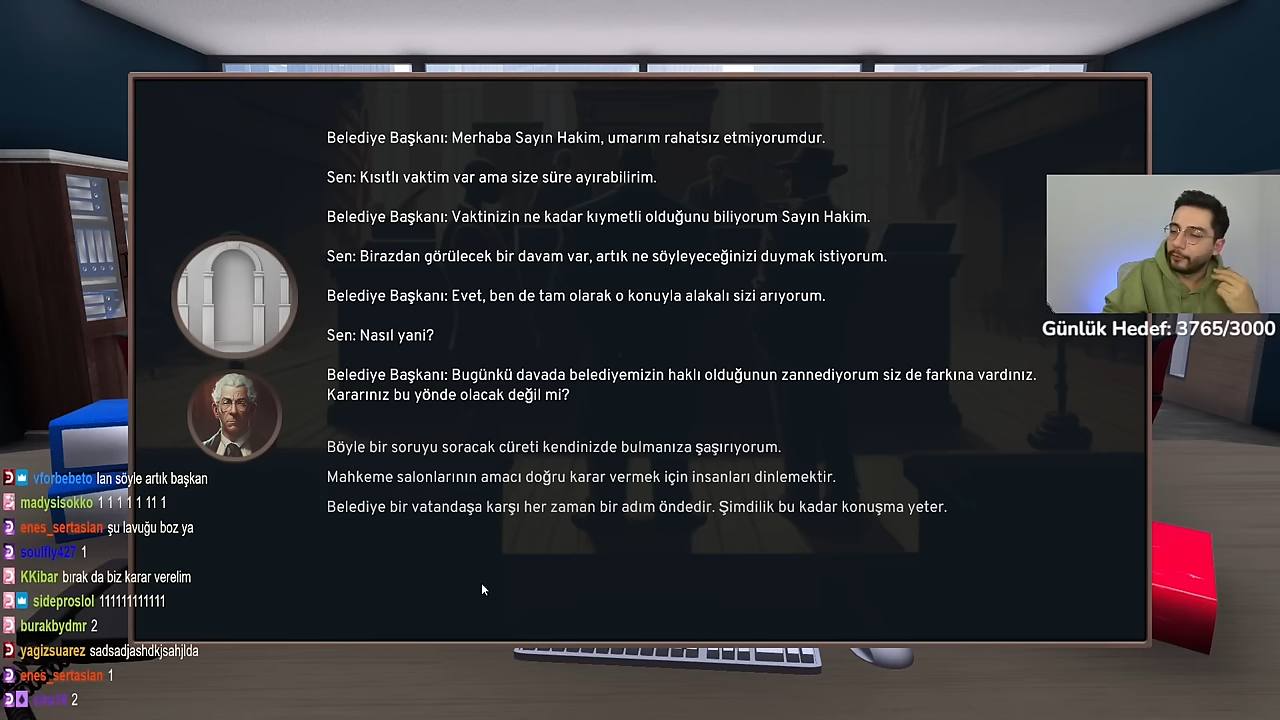 Belediye Başkanı: Merhaba Sayın Hakim, umarım rahatsız etmiyorumdur.
Sen: Kısıtlı vaktim var ama size süre ayırabilirim.
Belediye Başkanı: Vaktinizin ne kadar kıymetli olduğunu biliyorum Sayın Hakim.
Sen: Birazdan görülecek bir davam var, artık ne söyleyeceğinizi duymak istiyorum.
Belediye Başkanı: Evet, ben de tam olarak o konuyla alakalı sizi arıyorum.
Sen: Nasıl yani?
Belediye Başkanı: Bugünkü davada belediyemizin haklı olduğunun zannediyorum siz de farkına vardınız.
Kararınız bu yönde olacak değil mi?
Böyle bir soruyu soracak cüreti kendinizde bulmanıza şaşırıyorum.
Mahkeme salonlarının amacı doğru karar vermek için insanları dinlemektir.
Belediye bir vatandaşa karşı her zaman bir adım öndedir. Şimdilik bu kadar konuşma yeter.
Günlük Hedef: 3765/3000
vforbebeto lan söyle artık başkan
madysisokko 1 1 1 1 1 11 1
enes_sertaslan şu lavuğu boz ya
soulfly427 1
KKibar bırak da biz karar verelim
sideproslol 111111111111
burakbydmr 2
yagizsuarez sadsadjashdkjsahjlda
enes_sertaslan 1
2